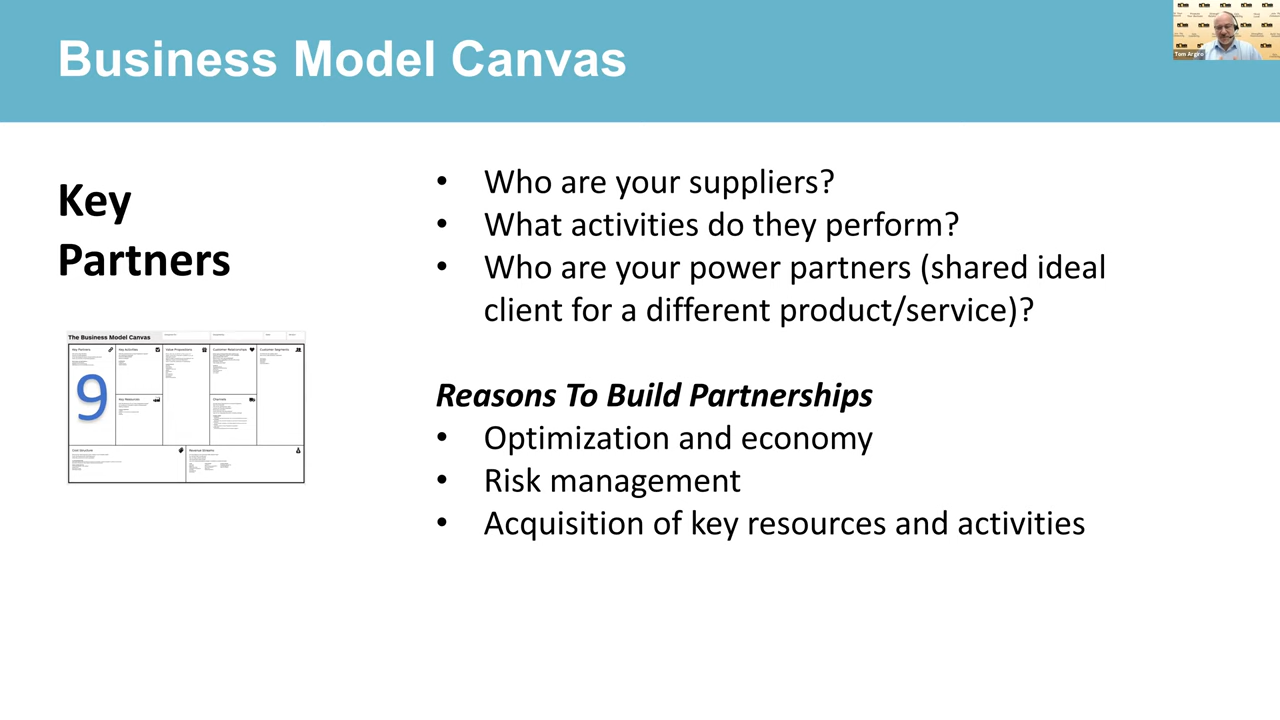 Business Model Canvas
Tom Argiro
Key
Partners
Who are your suppliers?
What activities do they perform?
Who are your power partners (shared ideal
client for a different product/service)?
Reasons To Build Partnerships
Optimization and economy
Risk management
Acquisition of key resources and activities
The Business Model Canvas
Key Partners
Key Activities
Value Propositions
Customer Relationships
Customer Segments
9
Key Resources
Channels
Cost Structure
Revenue Streams